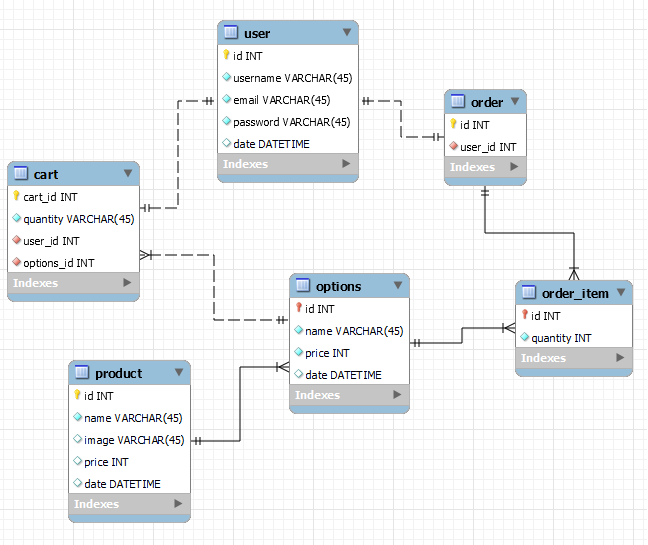 user
id INT
username VARCHAR(45)
email VARCHAR(45)
password VARCHAR(45)
date DATETIME
Indexes
order
id INT
user_id INT
Indexes
cart
cart_id INT
quantity VARCHAR(45)
user_id INT
options_id INT
Indexes
options
id INT
name VARCHAR(45)
price INT
date DATETIME
Indexes
order_item
id INT
quantity INT
Indexes
product
id INT
name VARCHAR(45)
image VARCHAR(45)
price INT
date DATETIME
Indexes